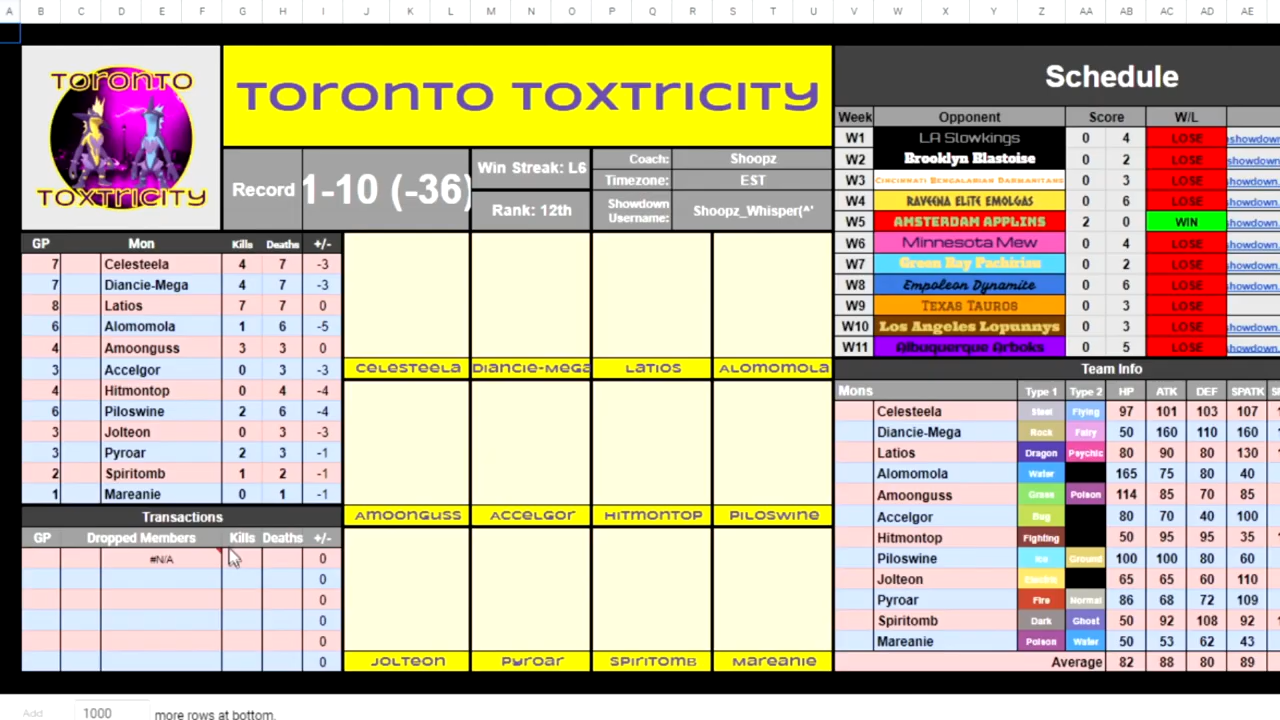 A B C D E F G H I J K L M N O P Q R S T U V W X Y Z AA AB AC AD AE
TORONTO
TOXTRICITY
TORONTO TOXTRICITY
Record 1-10 (-36)
Win Streak: L6
Rank: 12th
Coach: Shoopz
Timezone: EST
Showdown Username: Shoopz_Whisper(^'
GP Mon Kills Deaths +/-
7 Celesteela 4 7 -3
7 Diancie-Mega 4 7 -3
8 Latios 7 7 0
6 Alomomola 1 6 -5
4 Amoonguss 3 3 0
3 Accelgor 0 3 -3
4 Hitmontop 0 4 -4
6 Piloswine 2 6 -4
3 Jolteon 0 3 -3
3 Pyroar 2 3 -1
2 Spiritomb 1 2 -1
1 Mareanie 0 1 -1
Transactions
GP Dropped Members Kills Deaths +/-
#N/A 0
0
0
0
0
0
Celesteela Diancie-Mega Latios Alomomola
Amoonguss Accelgor Hitmontop Piloswine
Jolteon Pyroar Spiritomb Mareanie
Schedule
Week Opponent Score W/L
W1 LA Slowkings 0 4 LOSE showdown.
W2 Brooklyn Blastoise 0 2 LOSE showdown.
W3 Cincinnati Bengalarian Darmanitans 0 3 LOSE showdown.
W4 Raveena Elite Emolgas 0 6 LOSE showdown.
W5 Amsterdam Applins 2 0 WIN showdown.
W6 Minnesota Mew 0 4 LOSE showdown.
W7 Green Bay Pachirisu 0 2 LOSE showdown.
W8 Empoleon Dynamite 0 6 LOSE showdown.
W9 Texas Tauros 0 3 LOSE
W10 Los Angeles Lopunnys 0 3 LOSE showdown.
W11 Albuquerque Arboks 0 5 LOSE showdown.
Team Info
Mons Type 1 Type 2 HP ATK DEF SPATK
Celesteela Steel Flying 97 101 103 107
Diancie-Mega Rock Fairy 50 160 110 160
Latios Dragon Psychic 80 90 80 130
Alomomola Water 165 75 80 40
Amoonguss Grass Poison 114 85 70 85
Accelgor Bug 80 70 40 100
Hitmontop Fighting 50 95 95 35
Piloswine Ice Ground 100 100 80 60
Jolteon Electric 65 65 60 110
Pyroar Fire Normal 86 68 72 109
Spiritomb Dark Ghost 50 92 108 92
Mareanie Poison Water 50 53 62 43
Average 82 88 80 89
Add 1000 more rows at bottom.